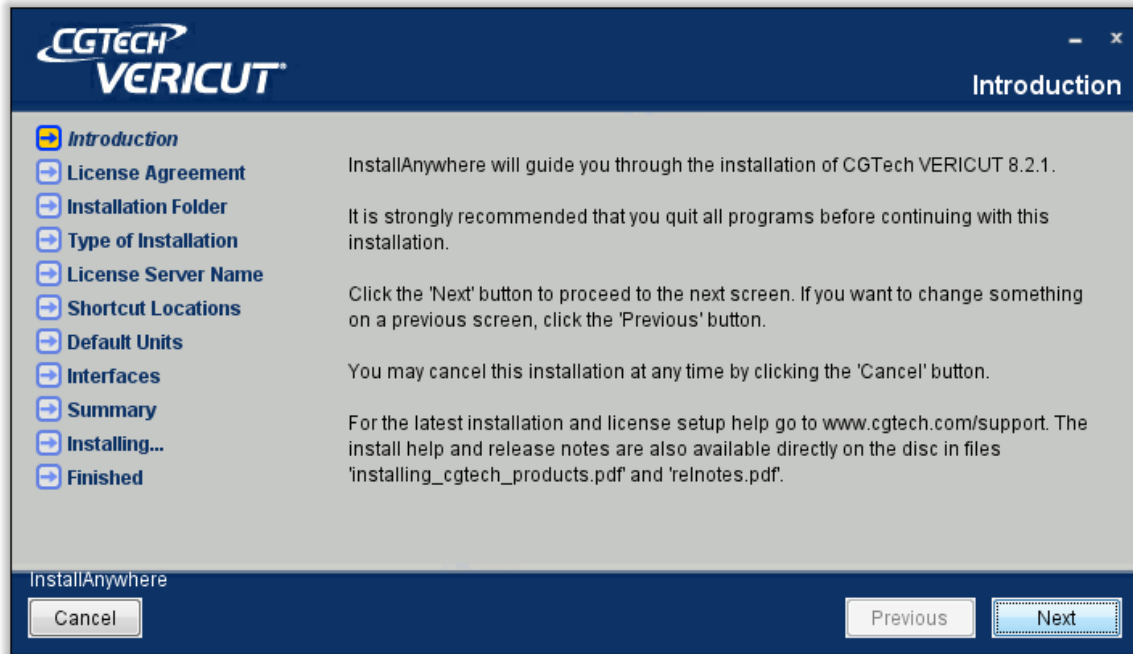 CGTECH
VERICUT
Introduction
Introduction
License Agreement
Installation Folder
Type of Installation
License Server Name
Shortcut Locations
Default Units
Interfaces
Summary
Installing...
Finished
InstallAnywhere will guide you through the installation of CGTech VERICUT 8.2.1.
It is strongly recommended that you quit all programs before continuing with this
installation.
Click the 'Next' button to proceed to the next screen. If you want to change something
on a previous screen, click the 'Previous' button.
You may cancel this installation at any time by clicking the 'Cancel' button.
For the latest installation and license setup help go to www.cgtech.com/support. The
install help and release notes are also available directly on the disc in files
'installing_cgtech_products.pdf' and 'relnotes.pdf'.
InstallAnywhere
Cancel
Previous
Next